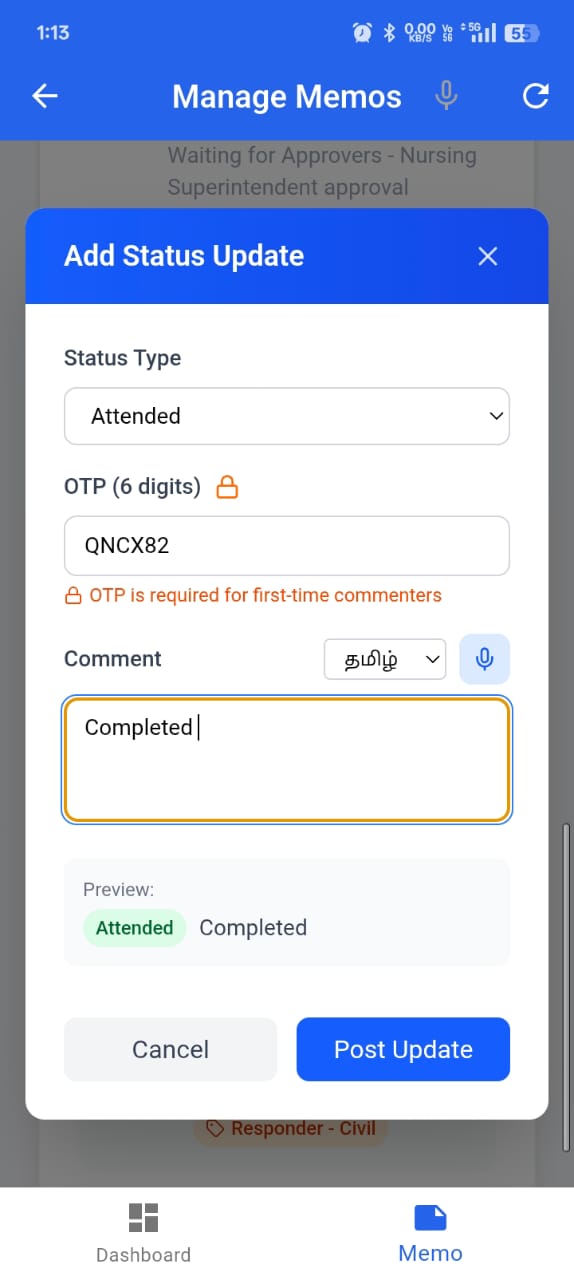 1:13
0.00 KB/S
Vo 5G
5G
55
Manage Memos
Waiting for Approvers - Nursing
Superintendent approval
Add Status Update
Status Type
Attended
OTP (6 digits)
QNCX82
OTP is required for first-time commenters
Comment
தமிழ்
Completed
Preview:
Attended Completed
Cancel
Post Update
Responder - Civil
Dashboard
Memo